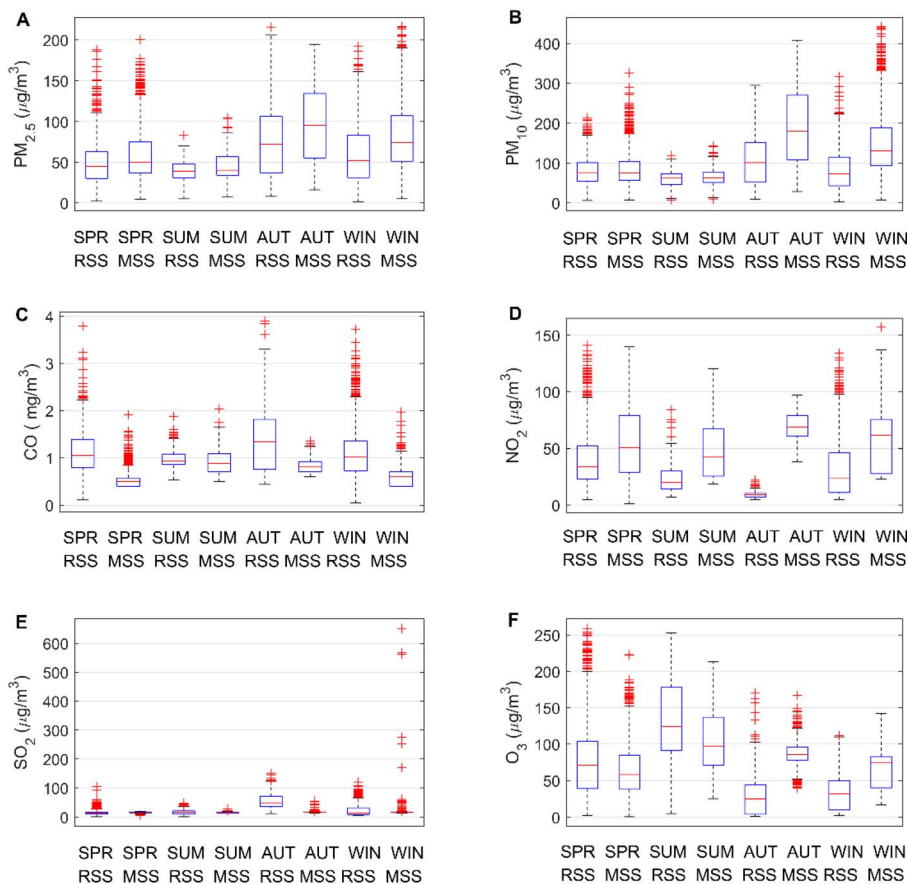 A
PM2.5 (μg/m3)
200
150
100
50
0
SPR SPR SUM SUM AUT AUT WIN WIN
RSS MSS RSS MSS RSS MSS RSS MSS
B
PM10 (μg/m3)
400
300
200
100
0
SPR SPR SUM SUM AUT AUT WIN WIN
RSS MSS RSS MSS RSS MSS RSS MSS
C
CO ( mg/m3)
4
3
2
1
0
SPR SPR SUM SUM AUT AUT WIN WIN
RSS MSS RSS MSS RSS MSS RSS MSS
D
NO2 (μg/m3)
150
100
50
0
SPR SPR SUM SUM AUT AUT WIN WIN
RSS MSS RSS MSS RSS MSS RSS MSS
E
SO2 (μg/m3)
600
500
400
300
200
100
0
SPR SPR SUM SUM AUT AUT WIN WIN
RSS MSS RSS MSS RSS MSS RSS MSS
F
O3 (μg/m3)
250
200
150
100
50
0
SPR SPR SUM SUM AUT AUT WIN WIN
RSS MSS RSS MSS RSS MSS RSS MSS